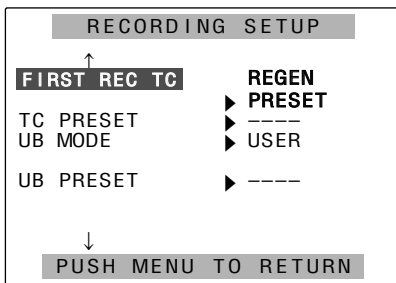 RECORDING SETUP
↑
FIRST REC TC REGEN
▶ PRESET
TC PRESET ▶ ----
UB MODE ▶ USER
UB PRESET ▶ ----
↓
PUSH MENU TO RETURN